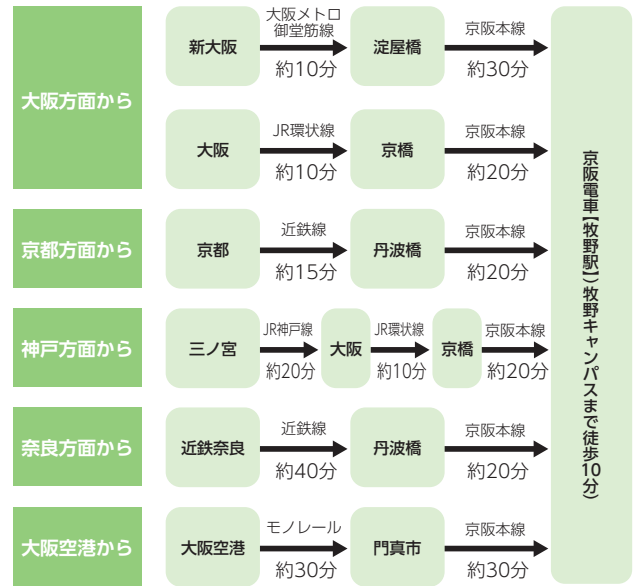 大阪方面から
新大阪
大阪メトロ
御堂筋線
約10分
淀屋橋
京阪本線
約30分
大阪
JR環状線
約10分
京橋
京阪本線
約20分
京都方面から
京都
近鉄線
約15分
丹波橋
京阪本線
約20分
神戸方面から
三ノ宮
JR神戸線
約20分
大阪
JR環状線
約10分
京橋
京阪本線
約20分
奈良方面から
近鉄奈良
近鉄線
約40分
丹波橋
京阪本線
約20分
大阪空港から
大阪空港
モノレール
約30分
門真市
京阪本線
約30分
京阪電車【牧野駅】）牧野キャンパスまで徒歩10分）